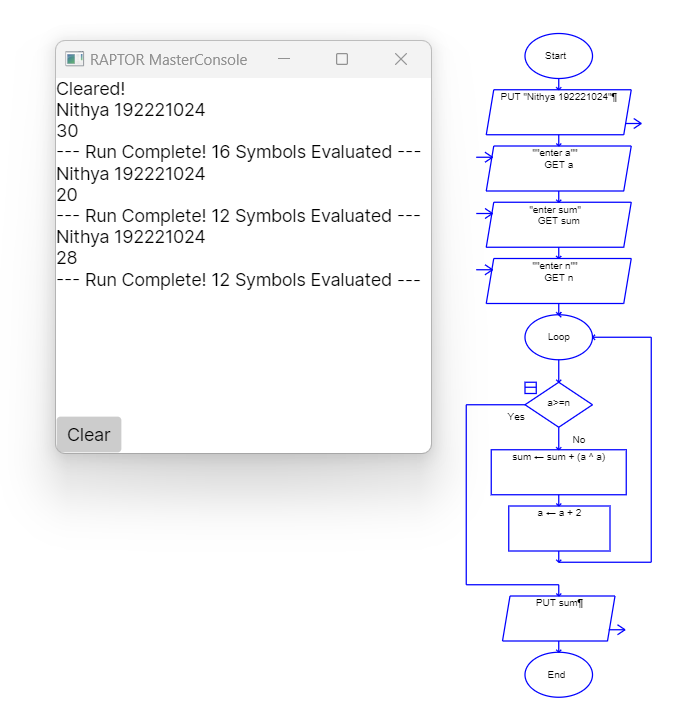 RAPTOR MasterConsole
Cleared!
Nithya 192221024
30
--- Run Complete! 16 Symbols Evaluated ---
Nithya 192221024
20
--- Run Complete! 12 Symbols Evaluated ---
Nithya 192221024
28
--- Run Complete! 12 Symbols Evaluated ---
Clear
Start
PUT "Nithya 192221024"¶
""enter a""
GET a
"enter sum"
GET sum
""enter n""
GET n
Loop
a>=n
Yes
No
sum ← sum + (a ^ a)
a ← a + 2
PUT sum¶
End